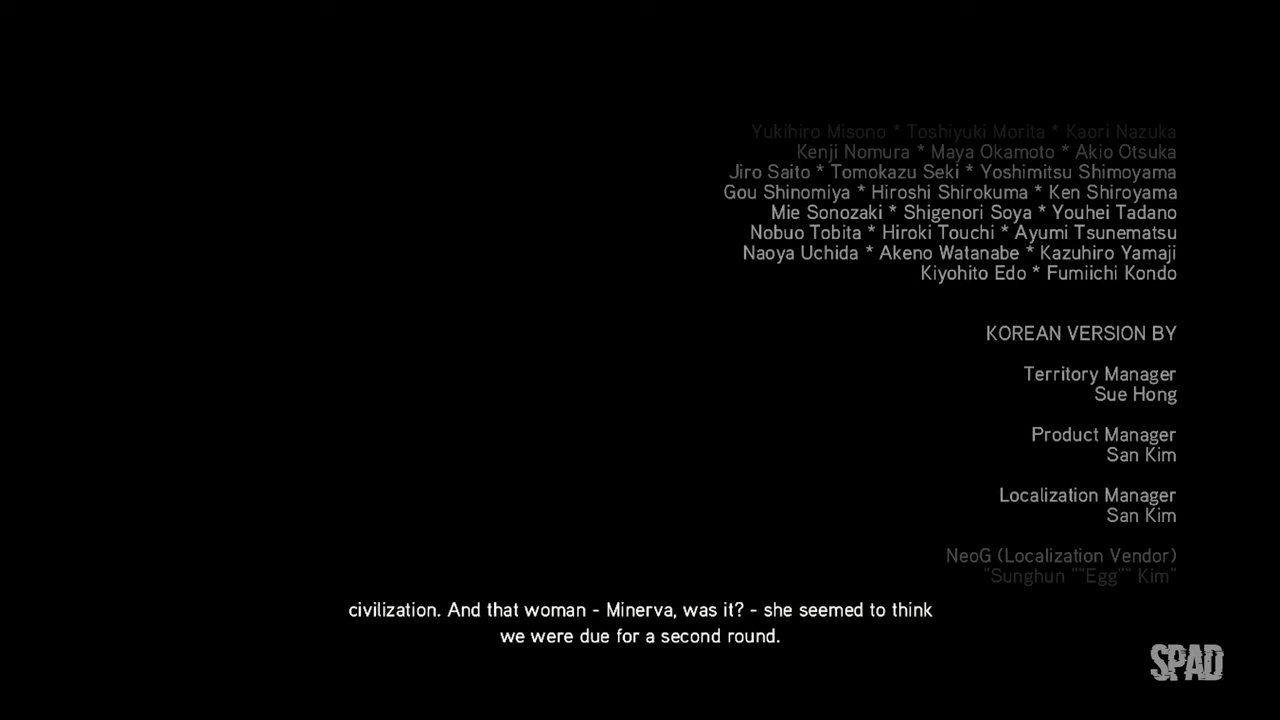 Yukihiro Misono * Toshiyuki Morita * Kaori Nazuka
Kenji Nomura * Maya Okamoto * Akio Otsuka
Jiro Saito * Tomokazu Seki * Yoshimitsu Shimoyama
Gou Shinomiya * Hiroshi Shirokuma * Ken Shiroyama
Mie Sonozaki * Shigenori Soya * Youhei Tadano
Nobuo Tobita * Hiroki Touchi * Ayumi Tsunematsu
Naoya Uchida * Akeno Watanabe * Kazuhiro Yamaji
Kiyohito Edo * Fumiichi Kondo
KOREAN VERSION BY
Territory Manager
Sue Hong
Product Manager
San Kim
Localization Manager
San Kim
NeoG (Localization Vendor)
"Sunghun ""Egg"" Kim"
civilization. And that woman - Minerva, was it? - she seemed to think
we were due for a second round.
SPAD